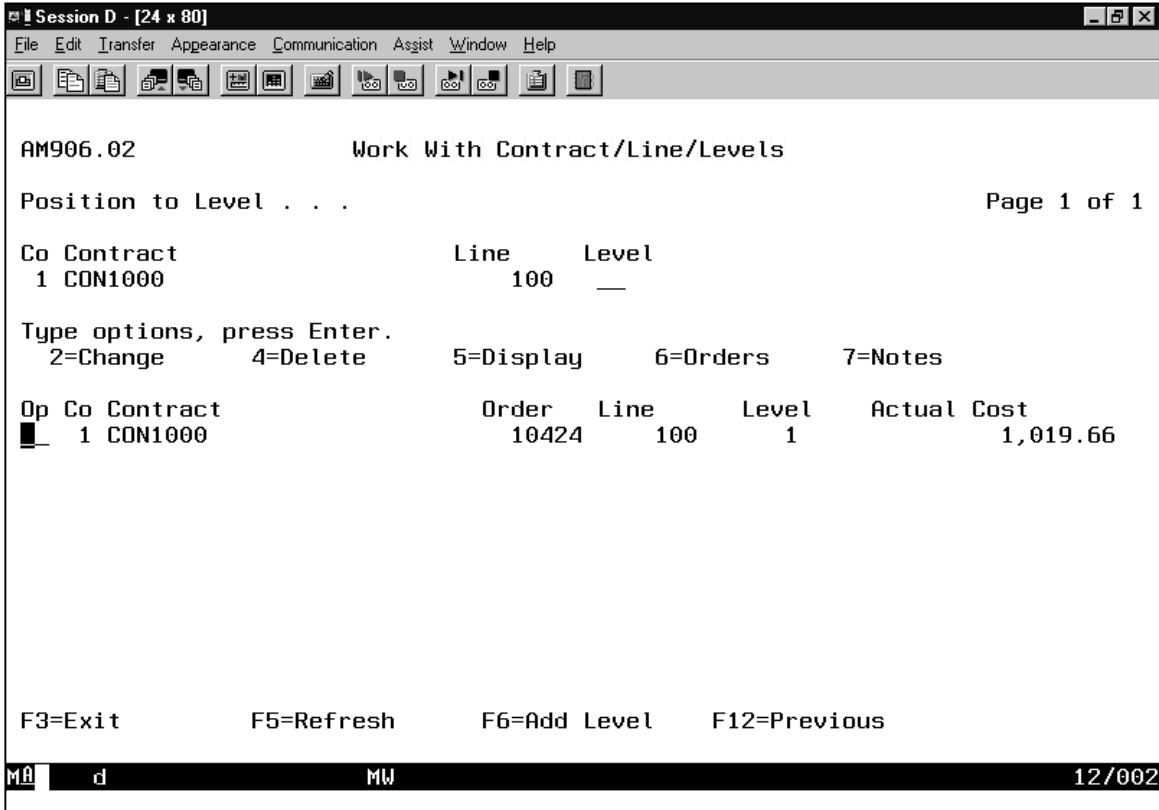 Session D - [24 x 80]
File Edit Transfer Appearance Communication Assist Window Help
AM906.02 Work With Contract/Line/Levels
Position to Level . . . Page 1 of 1
Co Contract Line Level
1 CON1000 100 __
Type options, press Enter.
2=Change 4=Delete 5=Display 6=Orders 7=Notes
Op Co Contract Order Line Level Actual Cost
_ 1 CON1000 10424 100 1 1,019.66
F3=Exit F5=Refresh F6=Add Level F12=Previous
MA d MW 12/002